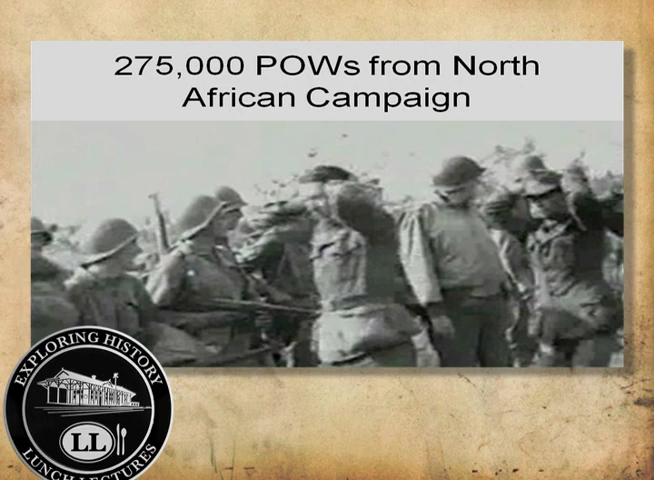 275,000 POWs from North
African Campaign
EXPLORING HISTORY
LL
LUNCH LECTURES